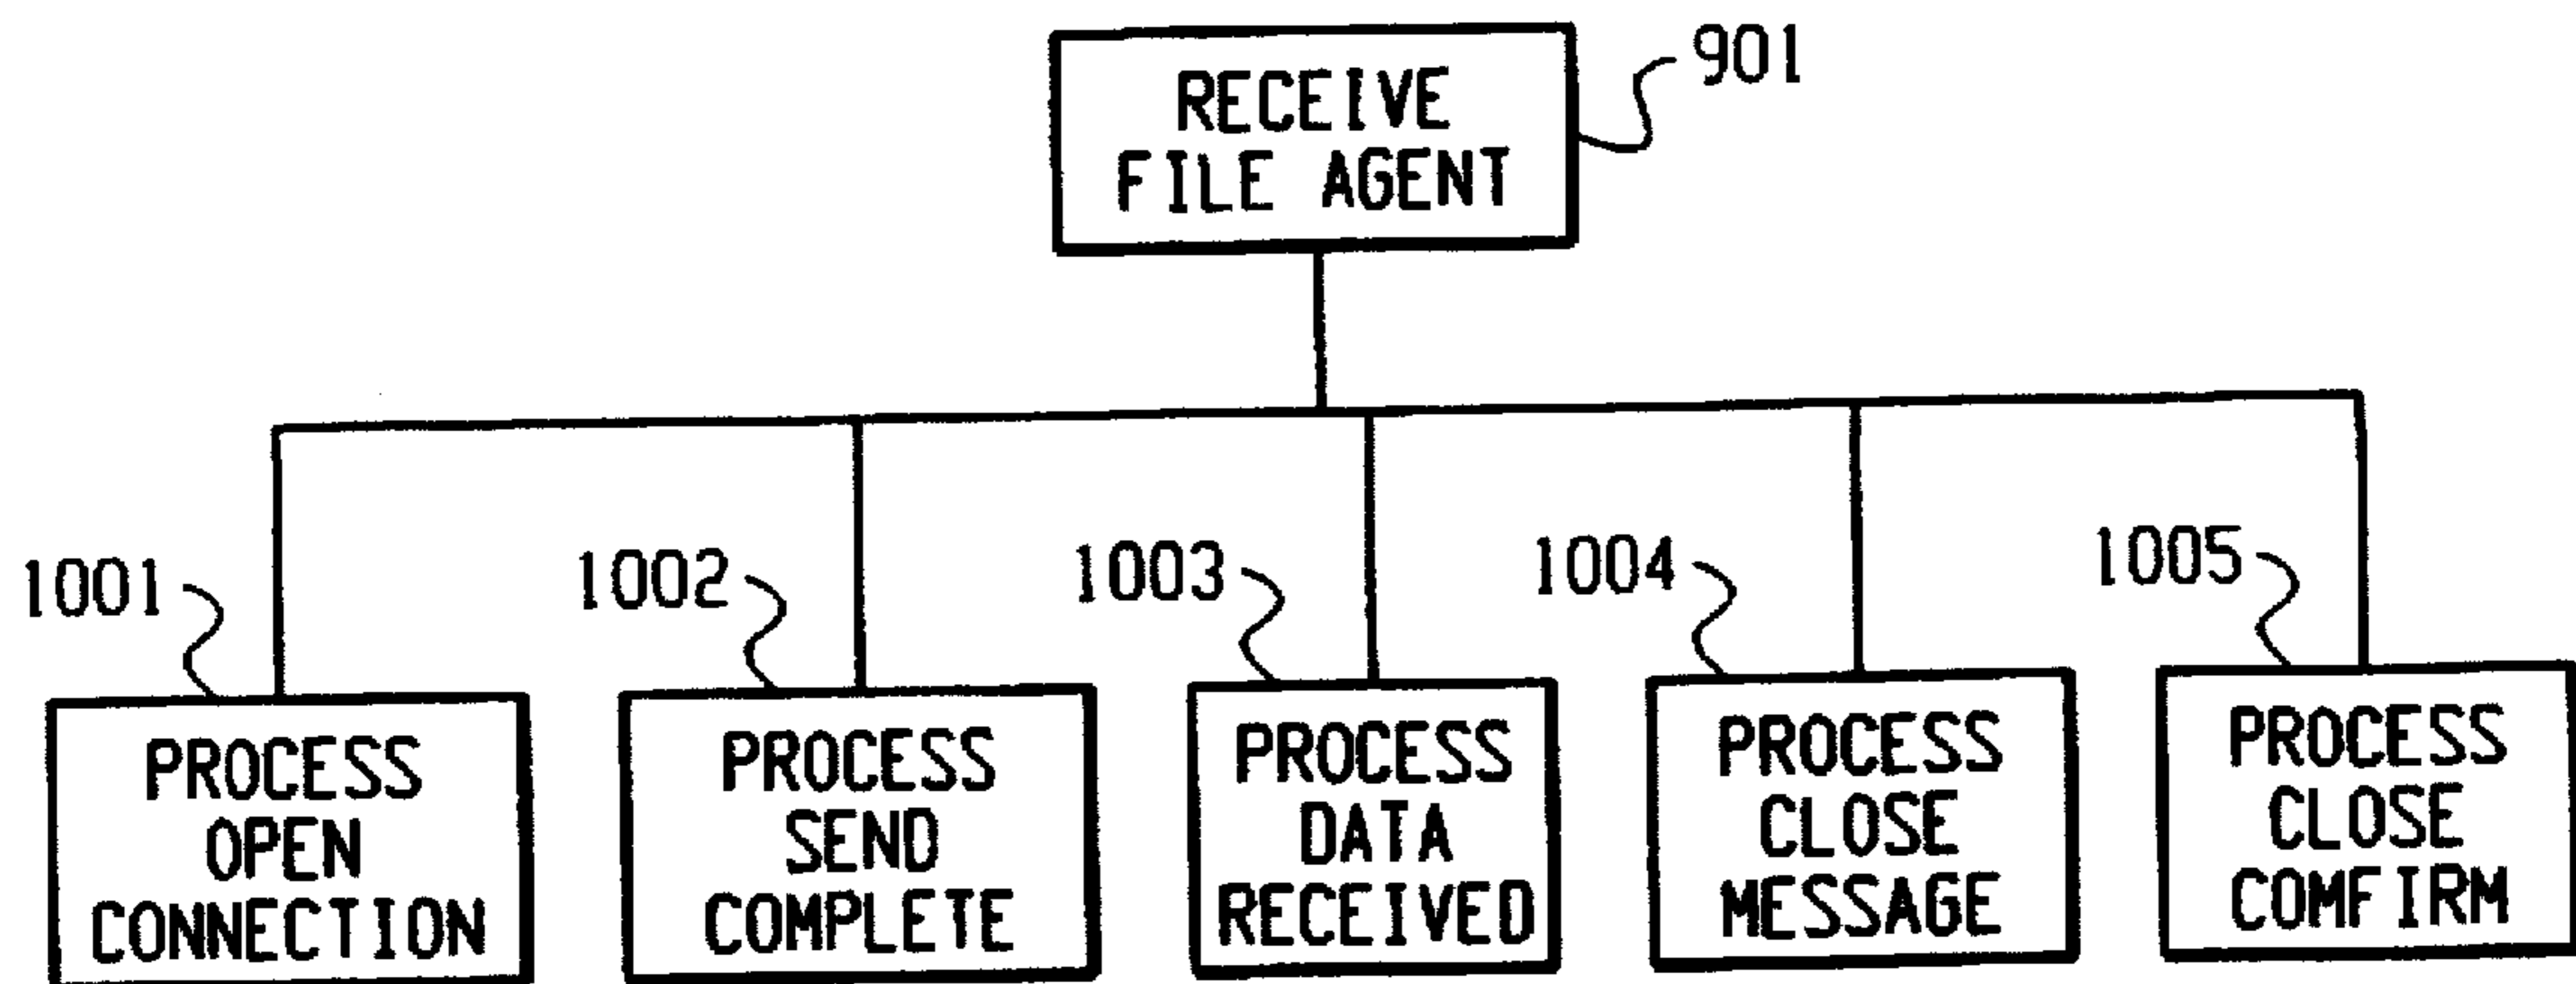 RECEIVE
FILE AGENT
901
1001
1002
1003
1004
1005
PROCESS
OPEN
CONNECTION
PROCESS
SEND
COMPLETE
PROCESS
DATA
RECEIVED
PROCESS
CLOSE
MESSAGE
PROCESS
CLOSE
COMFIRM